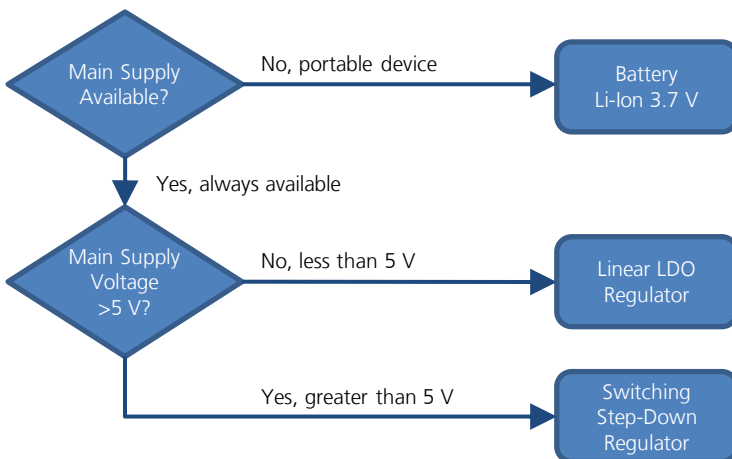 Main Supply
Available?
No, portable device
Battery
Li-Ion 3.7 V
Yes, always available
Main Supply
Voltage
>5 V?
No, less than 5 V
Linear LDO
Regulator
Yes, greater than 5 V
Switching
Step-Down
Regulator